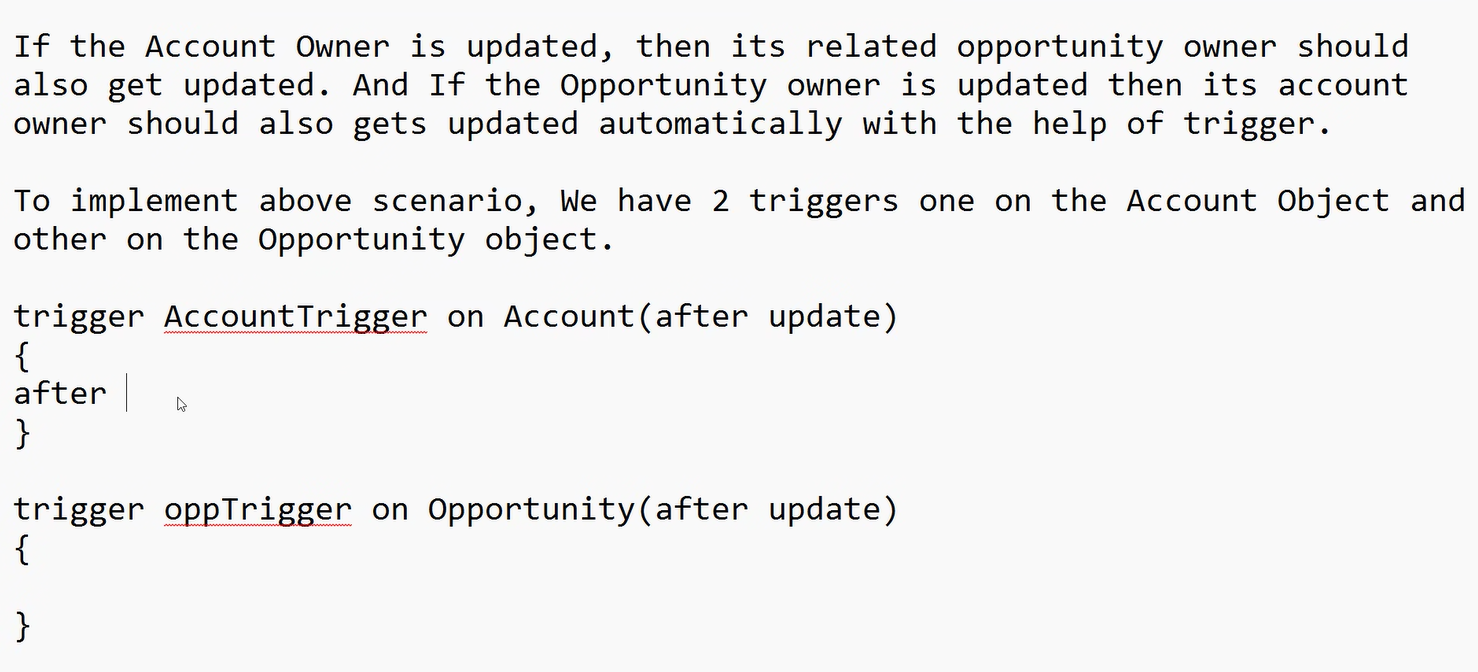 If the Account Owner is updated, then its related opportunity owner should
also get updated. And If the Opportunity owner is updated then its account
owner should also gets updated automatically with the help of trigger.
To implement above scenario, We have 2 triggers one on the Account Object and
other on the Opportunity object.
trigger AccountTrigger on Account(after update)
{
after
}
trigger oppTrigger on Opportunity(after update)
{
}